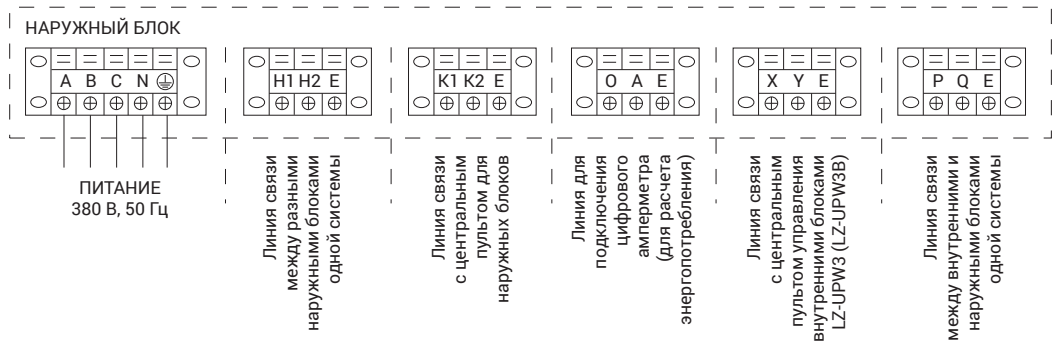 НАРУЖНЫЙ БЛОК
A B C N
H1 H2 E
K1 K2 E
O A E
X Y E
P Q E
ПИТАНИЕ
380 В, 50 Гц
Линия связи
между разными
наружными блоками
одной системы
Линия связи
с центральным
пультом для
наружных блоков
Линия для
подключения
цифрового
амперметра
(для расчета
энергопотребления)
Линия связи
с центральным
пультом управления
внутренними блоками
LZ-UPW3 (LZ-UPW3B)
Линия связи
между внутренними и
наружными блоками
одной системы